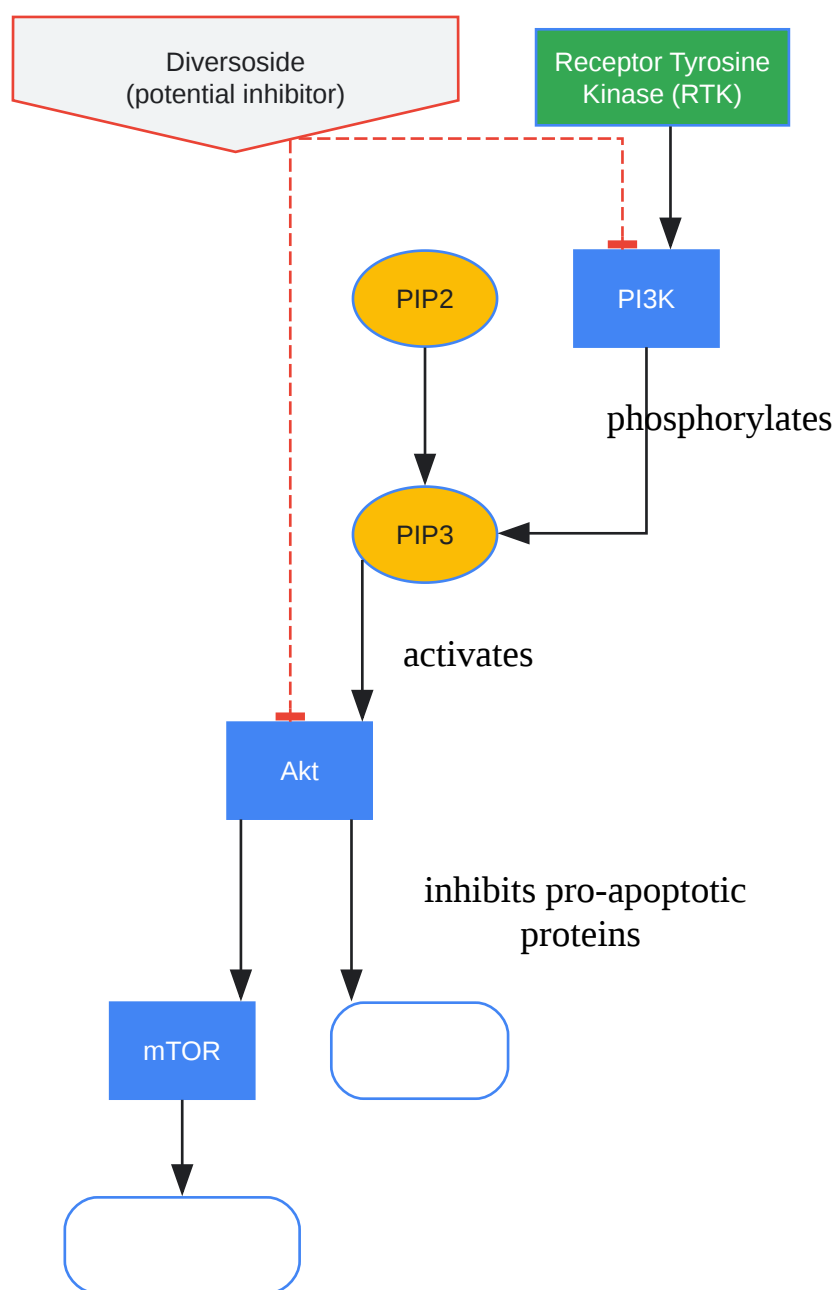 Diversoside
(potential inhibitor)
Receptor Tyrosine
Kinase (RTK)
PIP2
PI3K
phosphorylates
PIP3
activates
Akt
inhibits pro-apoptotic
proteins
mTOR